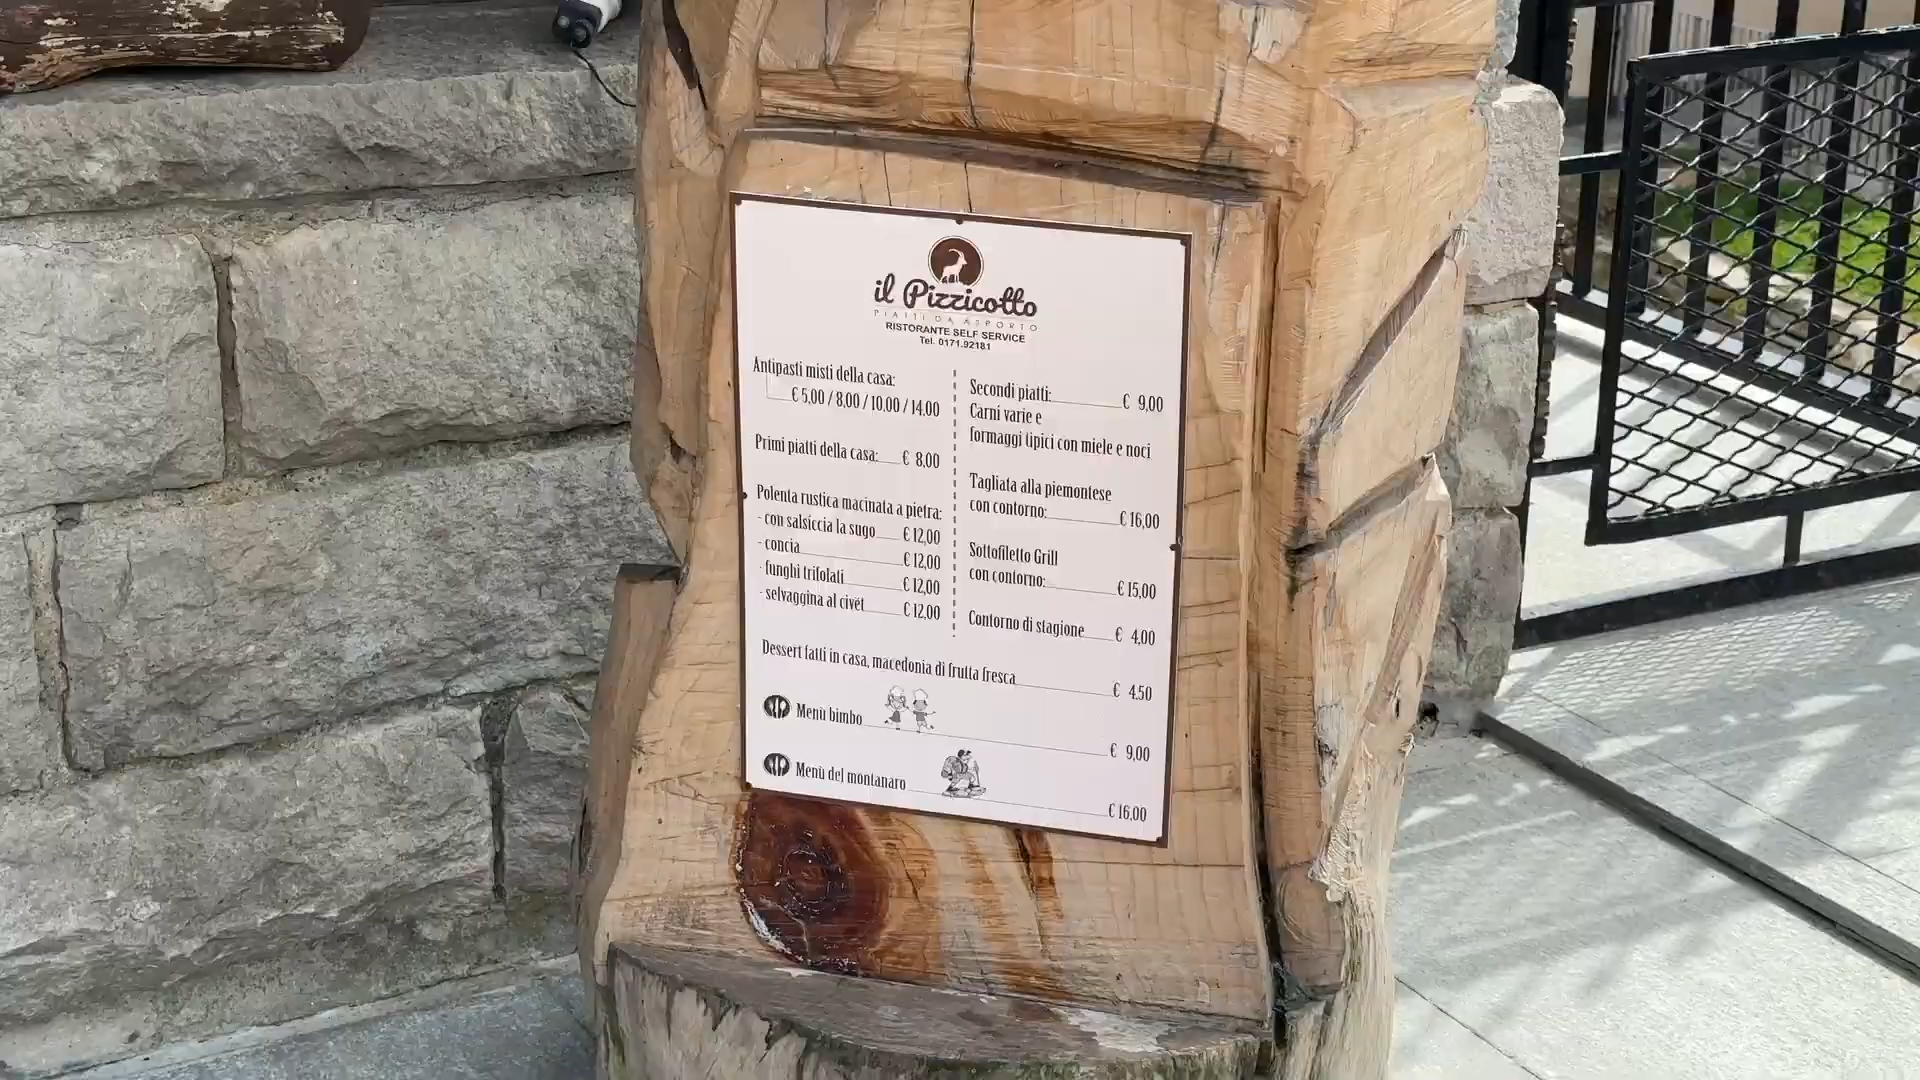 il Pizzicotto
PIATTI DA ASPORTO
RISTORANTE SELF SERVICE
Tel. 0171.92181
Antipasti misti della casa:
€ 5,00 / 8,00 / 10.00 / 14.00
Primi piatti della casa: € 8,00
Polenta rustica macinata a pietra:
- con salsiccia la sugo € 12,00
- concia € 12,00
- funghi trifolati € 12,00
- selvaggina al civét € 12,00
Secondi piatti: € 9,00
Carni varie e
formaggi tipici con miele e noci
Tagliata alla piemontese
con contorno: € 16,00
Sottofiletto Grill
con contorno: € 15,00
Contorno di stagione € 4,00
Dessert fatti in casa, macedonia di frutta fresca € 4.50
Menù bimbo € 9,00
Menù del montanaro € 16,00